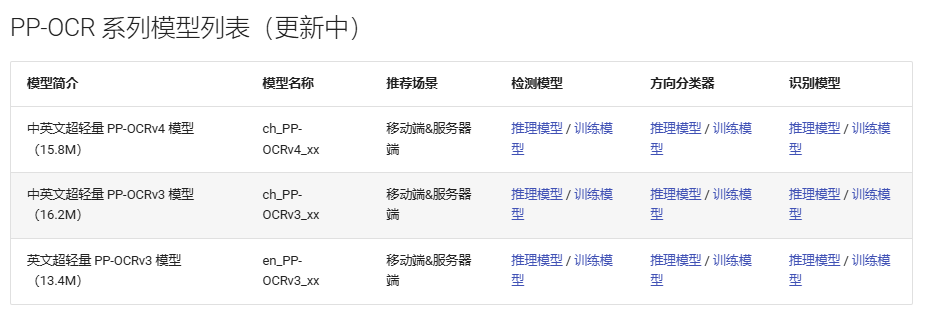 PP-OCR 系列模型列表（更新中）
模型简介 模型名称 推荐场景 检测模型 方向分类器 识别模型
中英文超轻量 PP-OCRv4 模型 ch_PP- 移动端&服务器 推理模型 / 训练模 推理模型 / 训练模 推理模型 / 训练模
（15.8M） OCRv4_xx 端 型 型 型
中英文超轻量 PP-OCRv3 模型 ch_PP- 移动端&服务器 推理模型 / 训练模 推理模型 / 训练模 推理模型 / 训练模
（16.2M） OCRv3_xx 端 型 型 型
英文超轻量 PP-OCRv3 模型 en_PP- 移动端&服务器 推理模型 / 训练模 推理模型 / 训练模 推理模型 / 训练模
（13.4M） OCRv3_xx 端 型 型 型